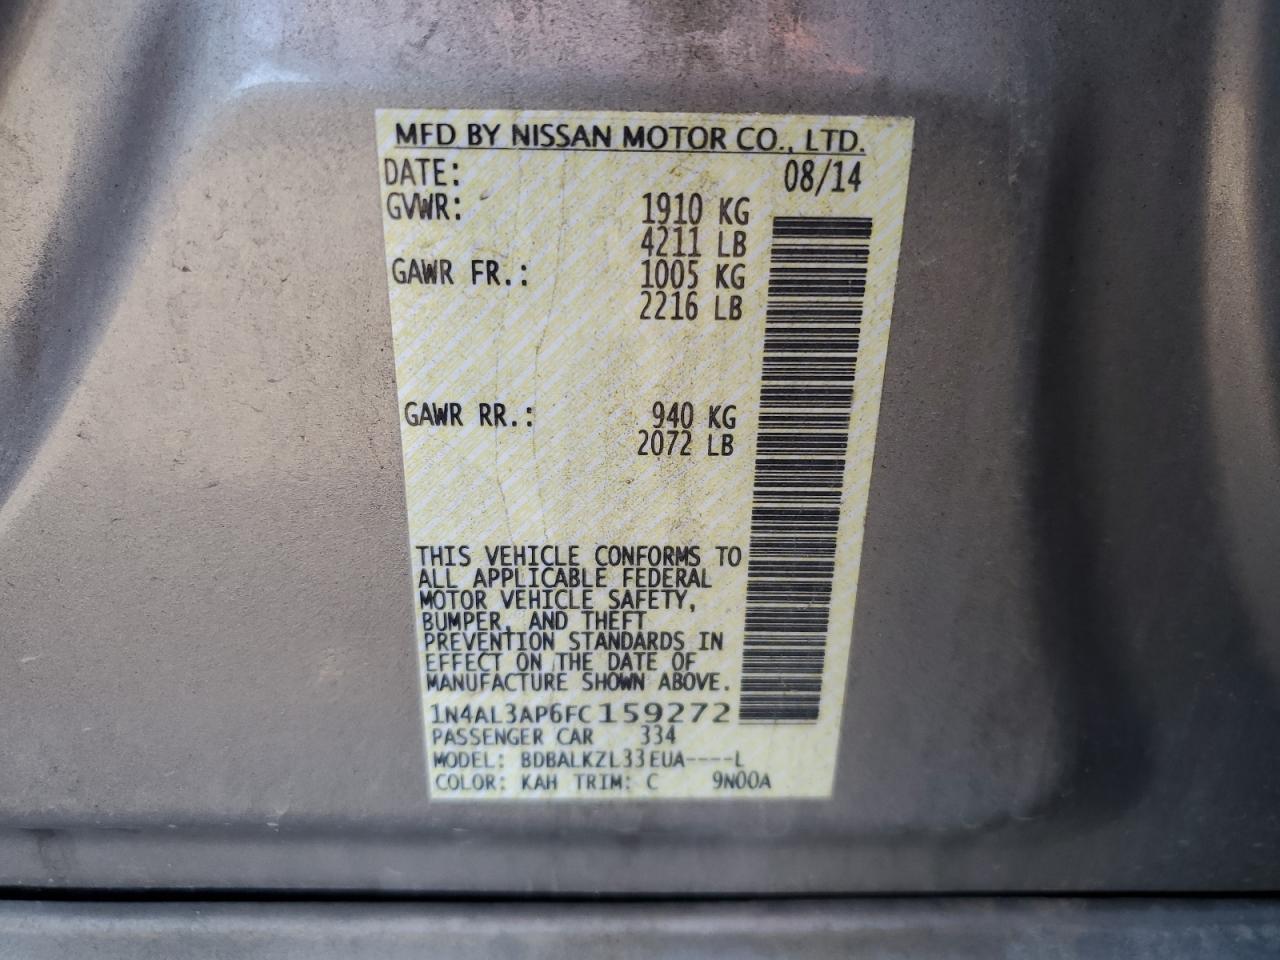 MFD BY NISSAN MOTOR CO., LTD.
DATE: 08/14
GVWR: 1910 KG
4211 LB
GAWR FR.: 1005 KG
2216 LB
GAWR RR.: 940 KG
2072 LB
THIS VEHICLE CONFORMS TO
ALL APPLICABLE FEDERAL
MOTOR VEHICLE SAFETY,
BUMPER, AND THEFT
PREVENTION STANDARDS IN
EFFECT ON THE DATE OF
MANUFACTURE SHOWN ABOVE.
1N4AL3AP6FC159272
PASSENGER CAR 334
MODEL: BDBALKZL33EUA----L
COLOR: KAH TRIM: C 9N00A